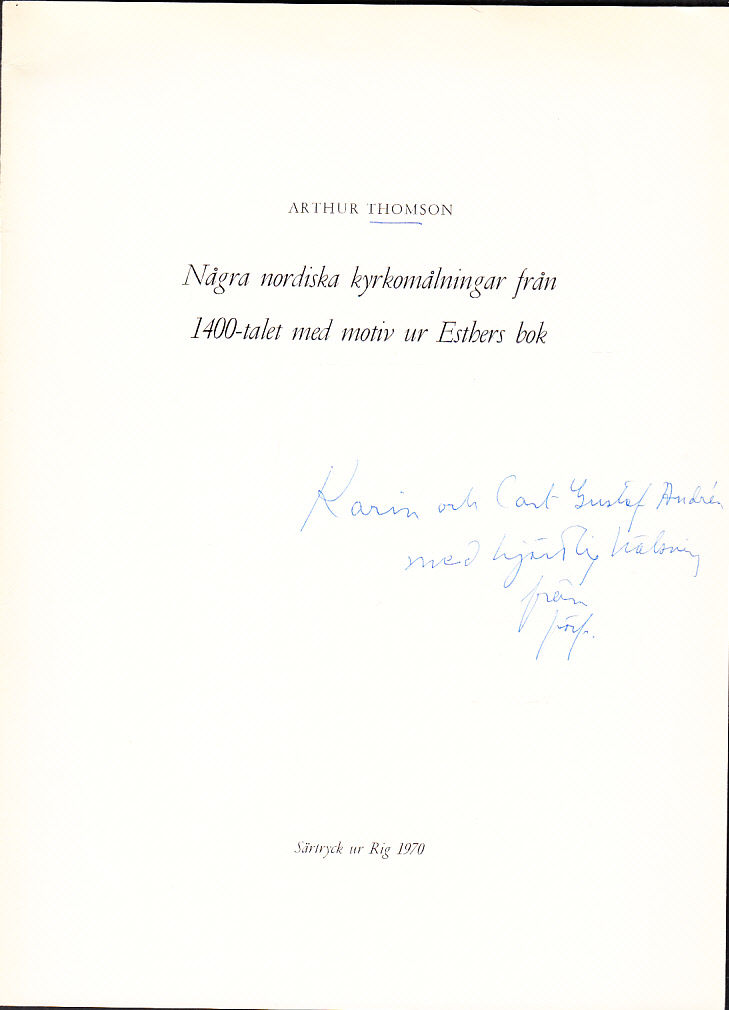 ARTHUR THOMSON
Några nordiska kyrkomålningar från
1400-talet med motiv ur Esthers bok
Karin och Carl Gustaf Andrén
med hjärtlig hälsning
från
förf.
Särtryck ur Rig 1970